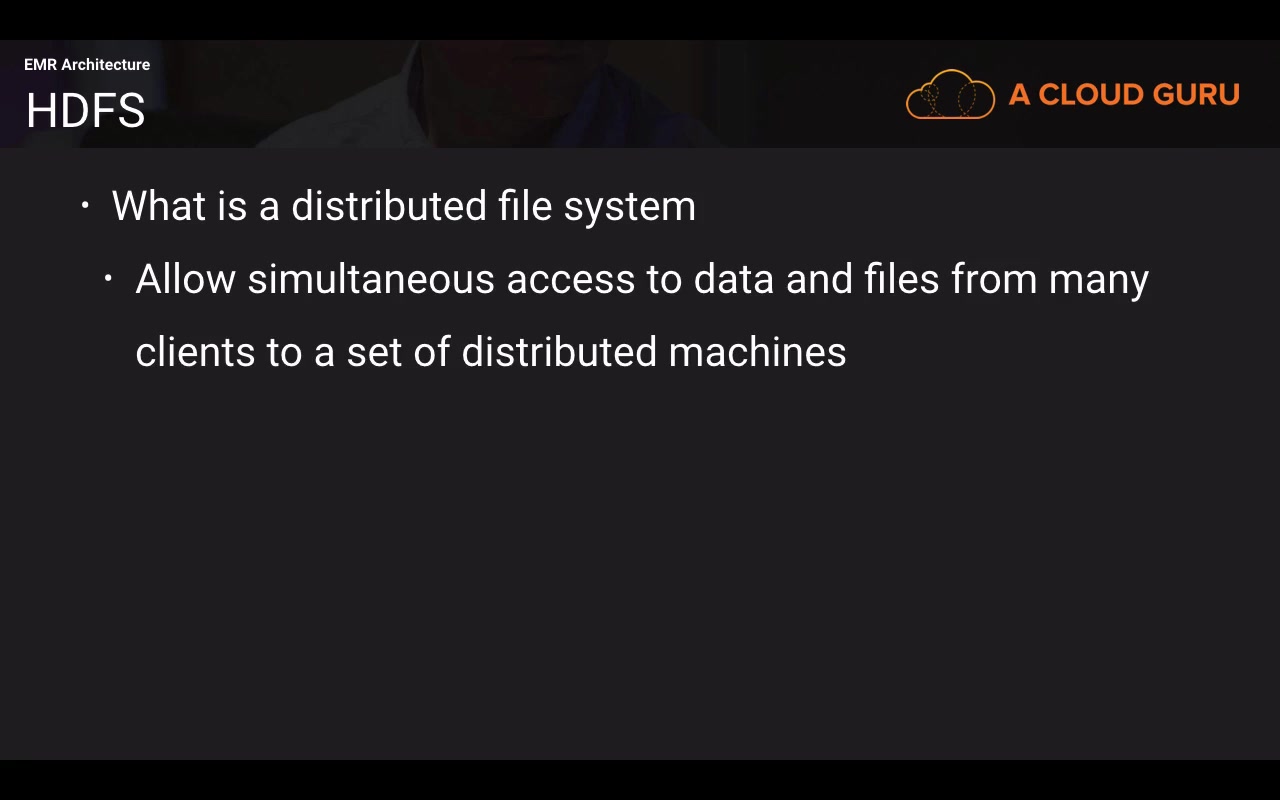 EMR Architecture
HDFS
A CLOUD GURU
• What is a distributed file system
• Allow simultaneous access to data and files from many
clients to a set of distributed machines